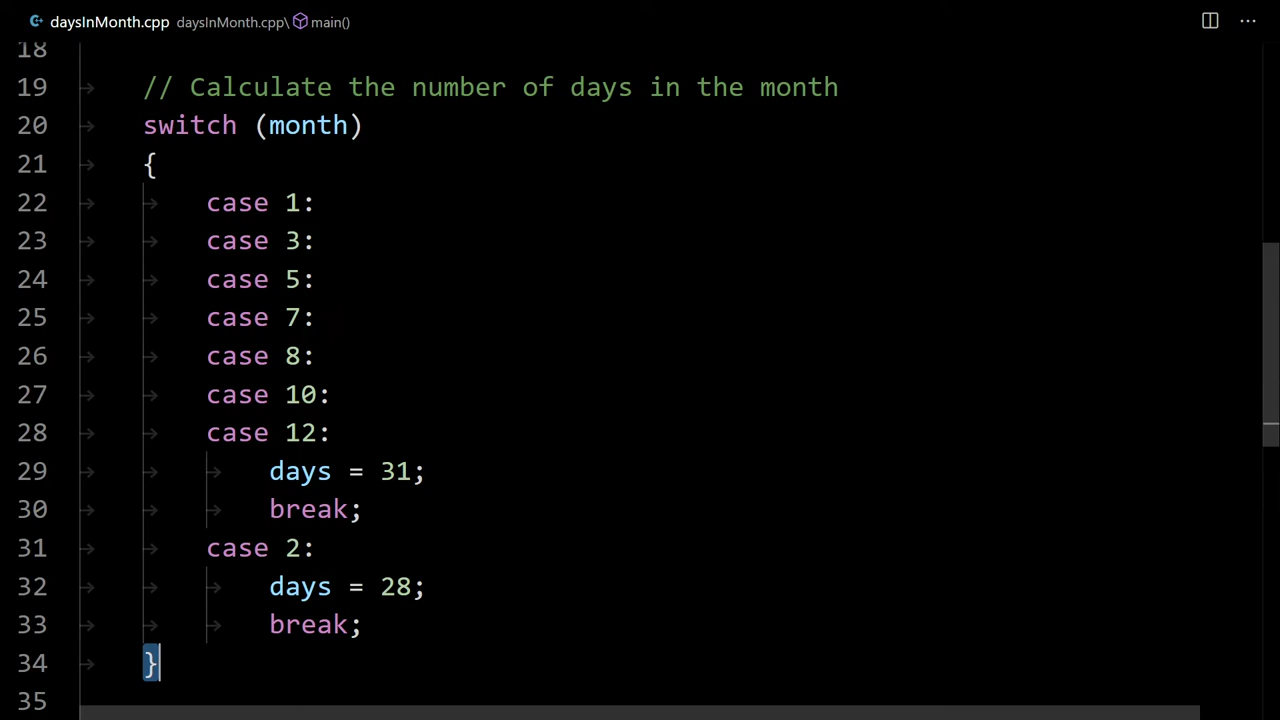 daysInMonth.cpp daysInMonth.cpp\ main()
18
19 // Calculate the number of days in the month
20 switch (month)
21 {
22 case 1:
23 case 3:
24 case 5:
25 case 7:
26 case 8:
27 case 10:
28 case 12:
29 days = 31;
30 break;
31 case 2:
32 days = 28;
33 break;
34 }
35